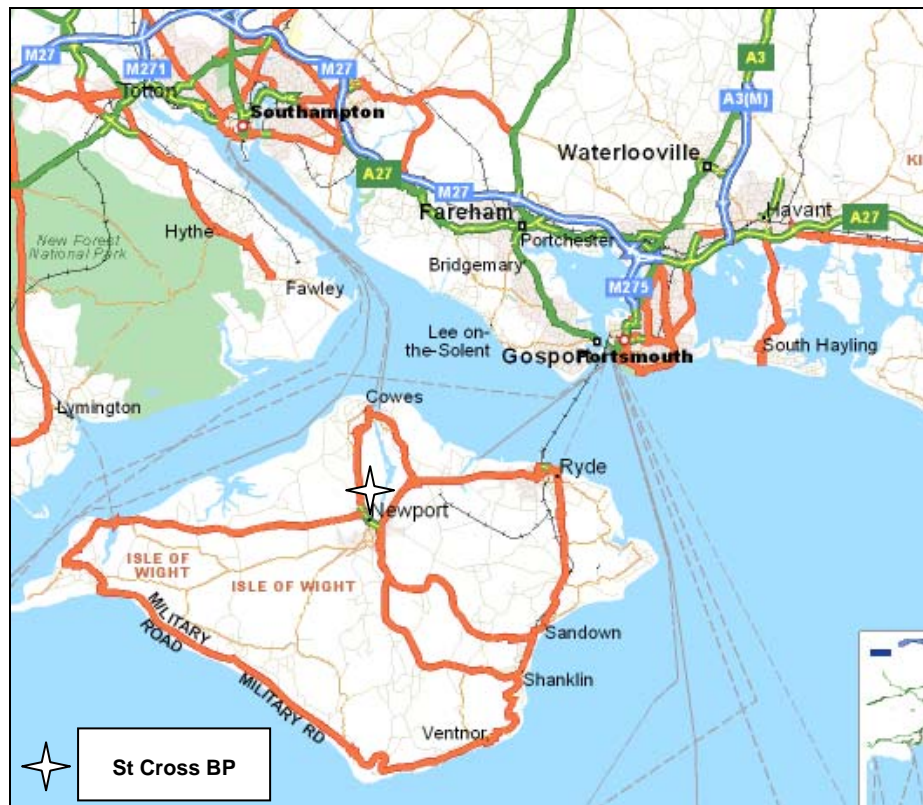 M27
M271
M27
Totton
Southampton
A3
A3(M)
Waterlooville
KI
A27
M27
Fareham
Havant
A27
New Forest
National Park
Hythe
Portchester
Bridgemary
Fawley
M275
Lee on-
the-Solent
Gosport
Portsmouth
South Hayling
Lymington
Cowes
Ryde
Newport
ISLE OF
WIGHT
ISLE OF WIGHT
MILITARY
ROAD
Sandown
MILITARY RD
Shanklin
Ventnor
St Cross BP